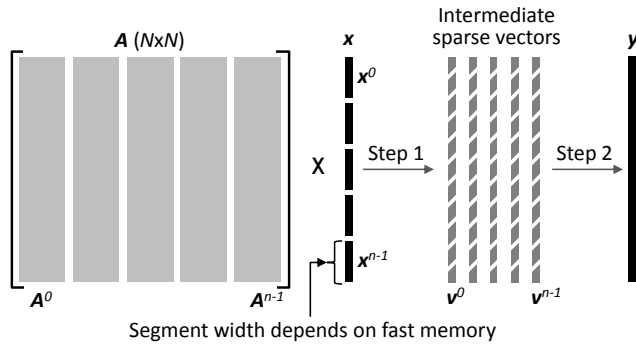 A (NxN)
x
Intermediate
sparse vectors
y
x⁰
X
Step 1
Step 2
xⁿ⁻¹
A⁰
Aⁿ⁻¹
v⁰
vⁿ⁻¹
Segment width depends on fast memory